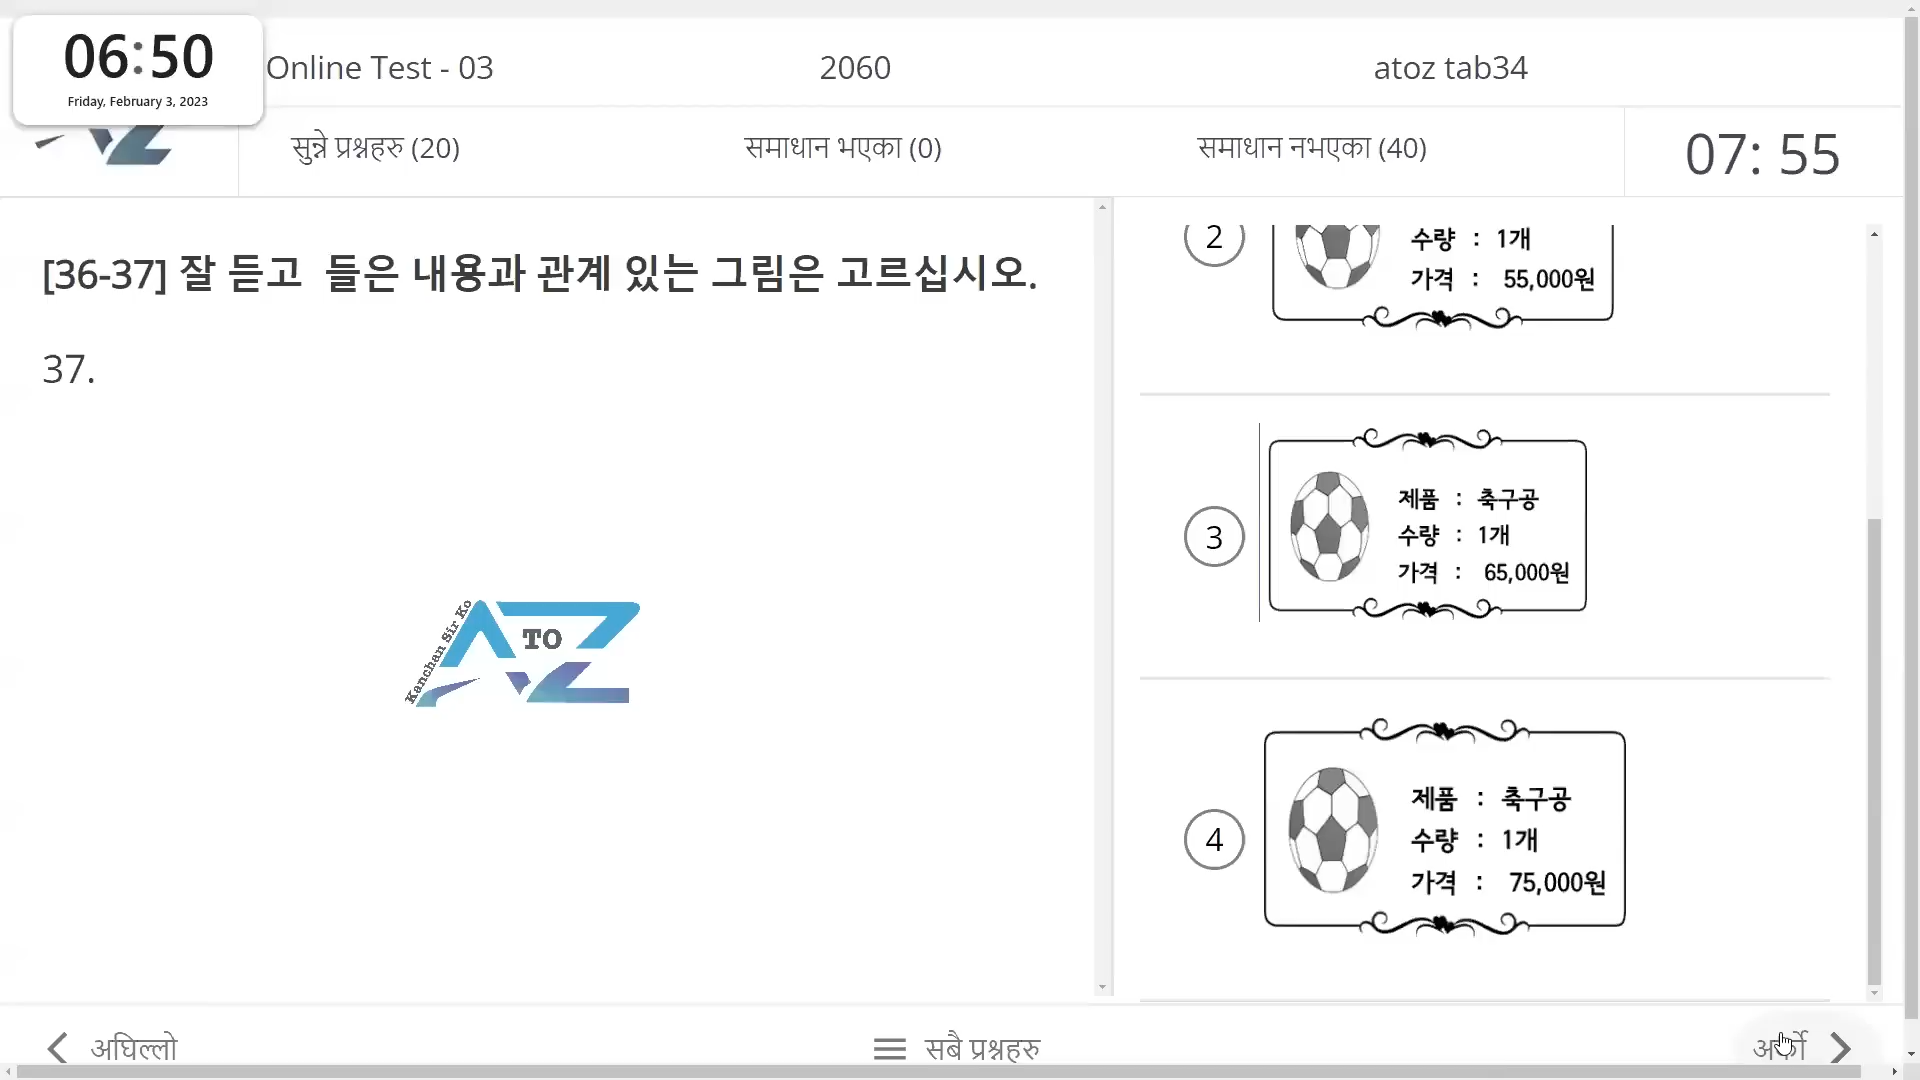 06:50
Friday, February 3, 2023
Online Test - 03
2060
atoz tab34
सुन्ने प्रश्नहरु (20)
समाधान भएका (0)
समाधान नभएका (40)
07: 55
[36-37] 잘 듣고 들은 내용과 관계 있는 그림은 고르십시오.
37.
Kanchan Sir Ko
A TO Z
2
수량 : 1개
가격 : 55,000원
3
제품 : 축구공
수량 : 1개
가격 : 65,000원
4
제품 : 축구공
수량 : 1개
가격 : 75,000원
अघिल्लो
सबै प्रश्नहरु
अर्को